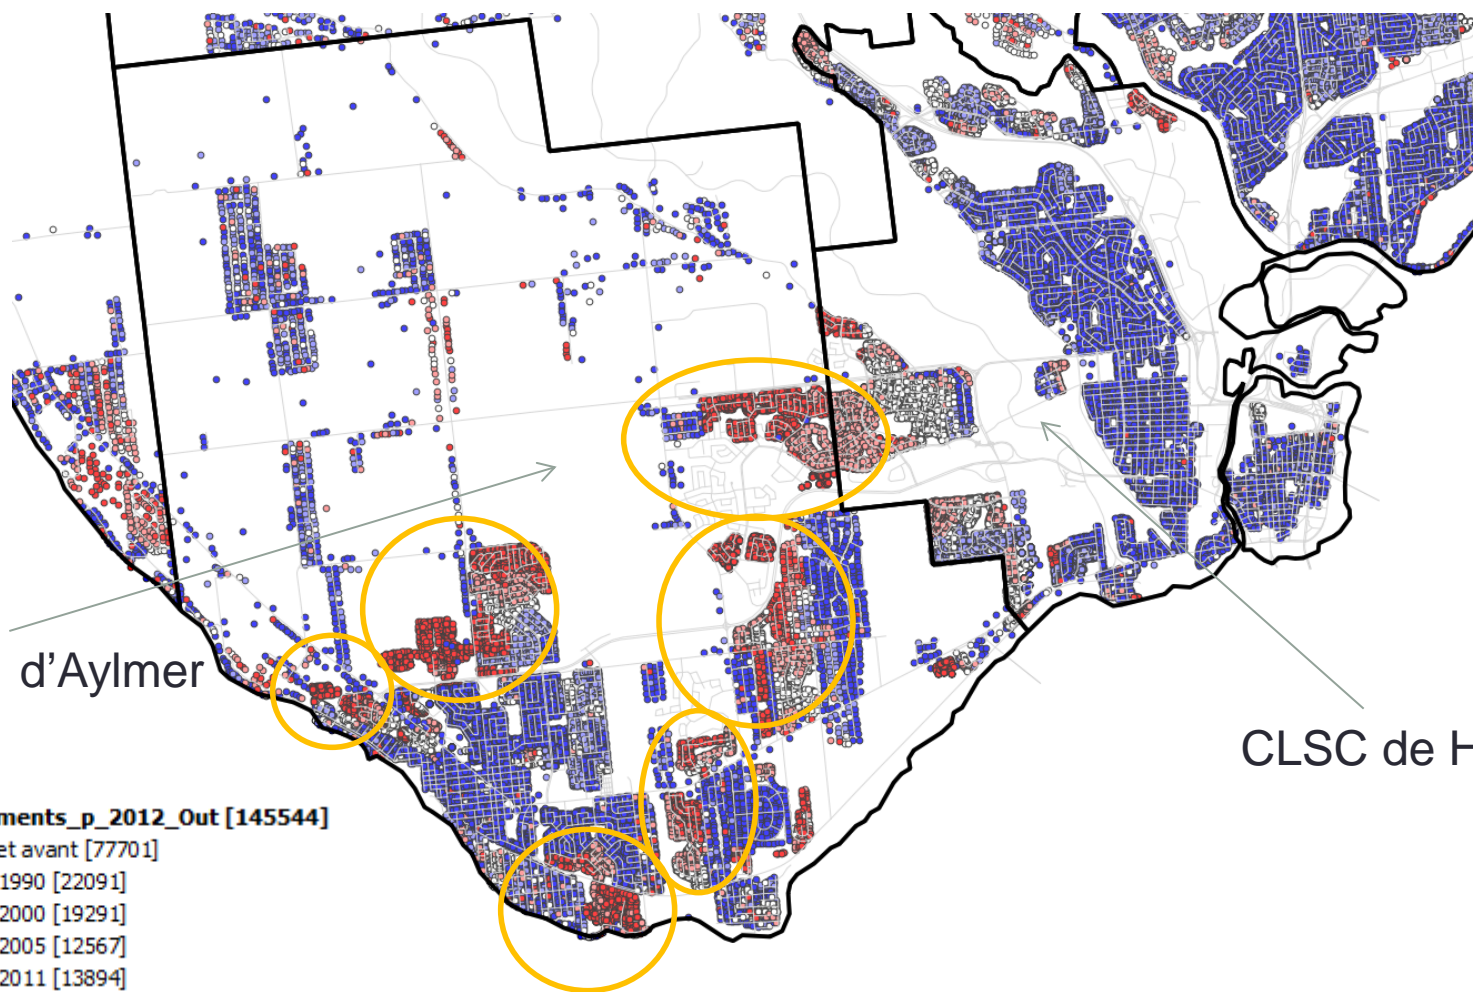 d'Aylmer
CLSC de H
ments_p_2012_Out [145544]
et avant [77701]
1990 [22091]
2000 [19291]
2005 [12567]
2011 [13894]